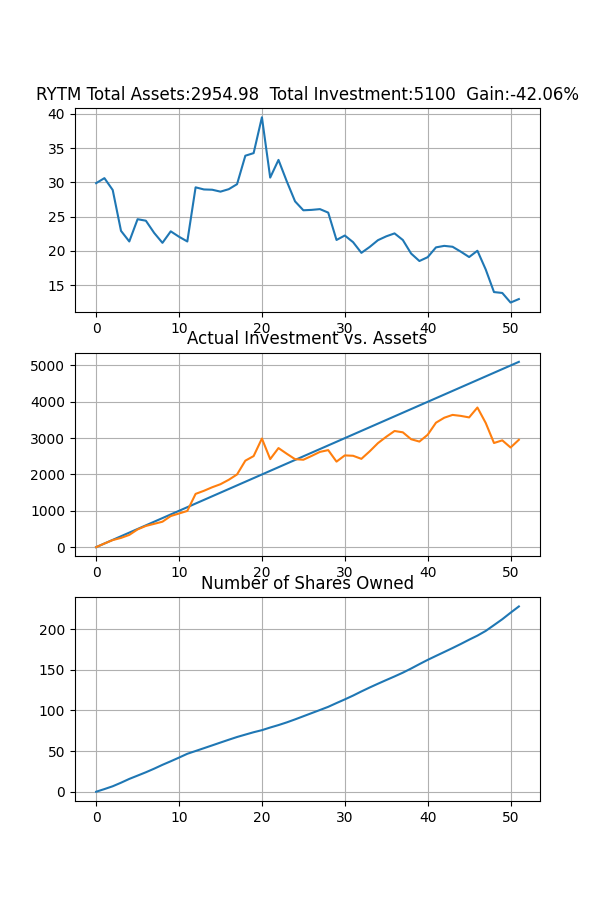 RYTM Total Assets:2954.98  Total Investment:5100  Gain:-42.06%
40
35
30
25
20
15
0 10 20 30 40 50
Actual Investment vs. Assets
5000
4000
3000
2000
1000
0
0 10 20 30 40 50
Number of Shares Owned
200
150
100
50
0
0 10 20 30 40 50